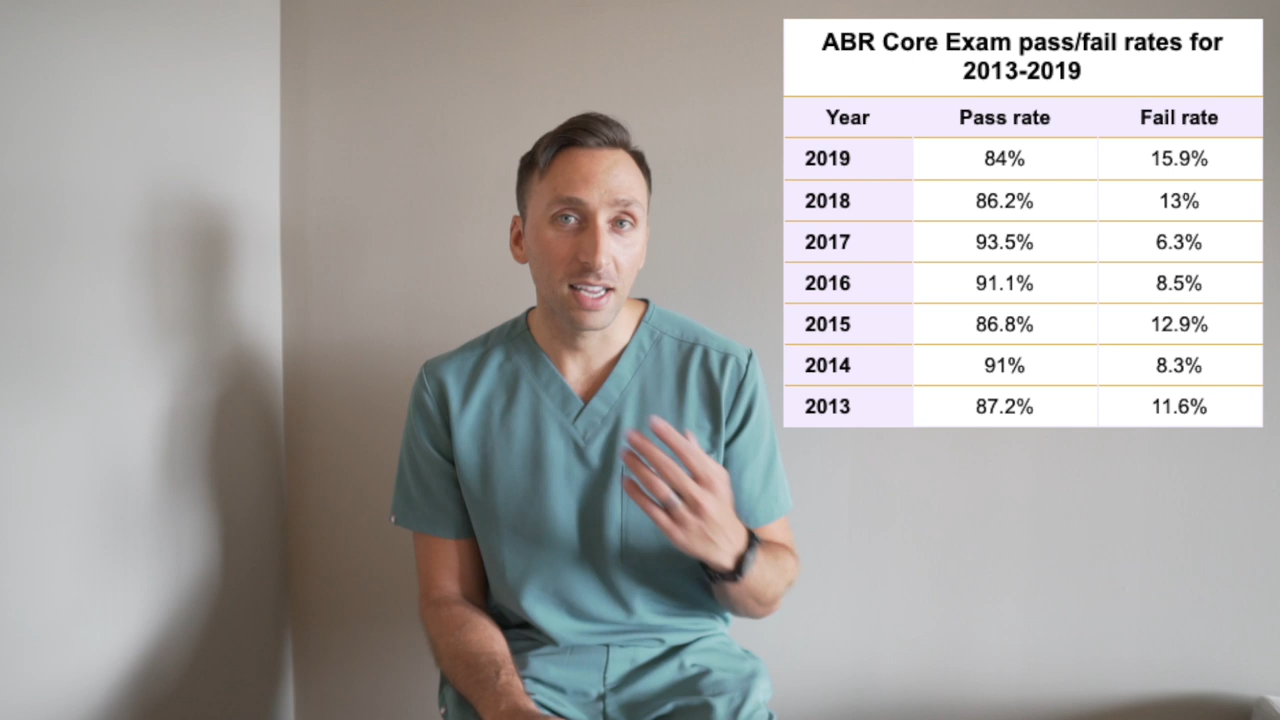 ABR Core Exam pass/fail rates for
2013-2019
Year Pass rate Fail rate
2019 84% 15.9%
2018 86.2% 13%
2017 93.5% 6.3%
2016 91.1% 8.5%
2015 86.8% 12.9%
2014 91% 8.3%
2013 87.2% 11.6%